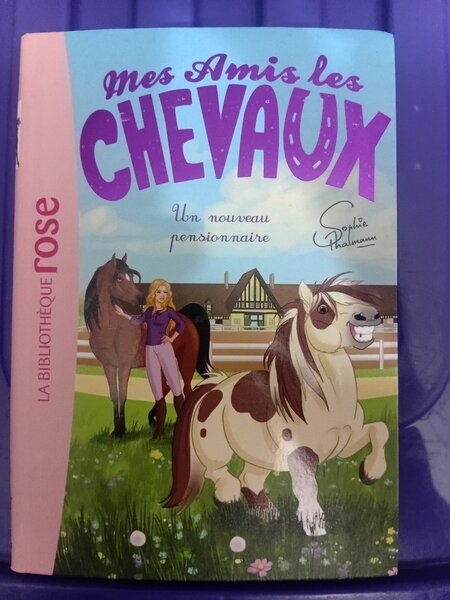 Mes Amis les
CHEVAUX
Un nouveau
pensionnaire
Sophie
Thalmann
LA BIBLIOTHÈQUE rose